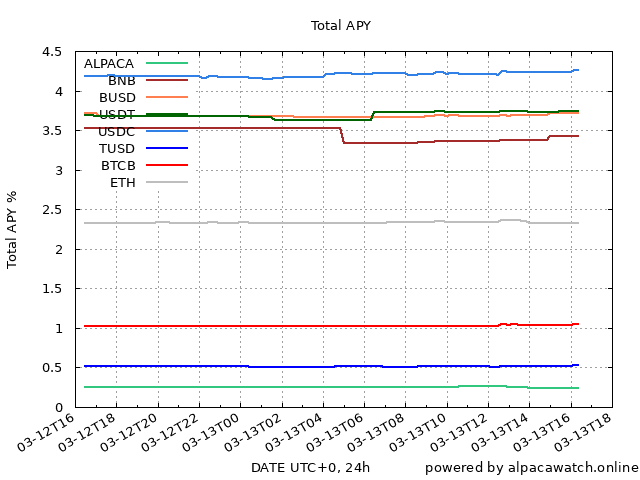 Total APY
Total APY %
4.5
4
3.5
3
2.5
2
1.5
1
0.5
0
ALPACA
BNB
BUSD
USDT
USDC
TUSD
BTCB
ETH
03-12T16
03-12T18
03-12T20
03-12T22
03-13T00
03-13T02
03-13T04
03-13T06
03-13T08
03-13T10
03-13T12
03-13T14
03-13T16
03-13T18
DATE UTC+0, 24h
powered by alpacawatch.online